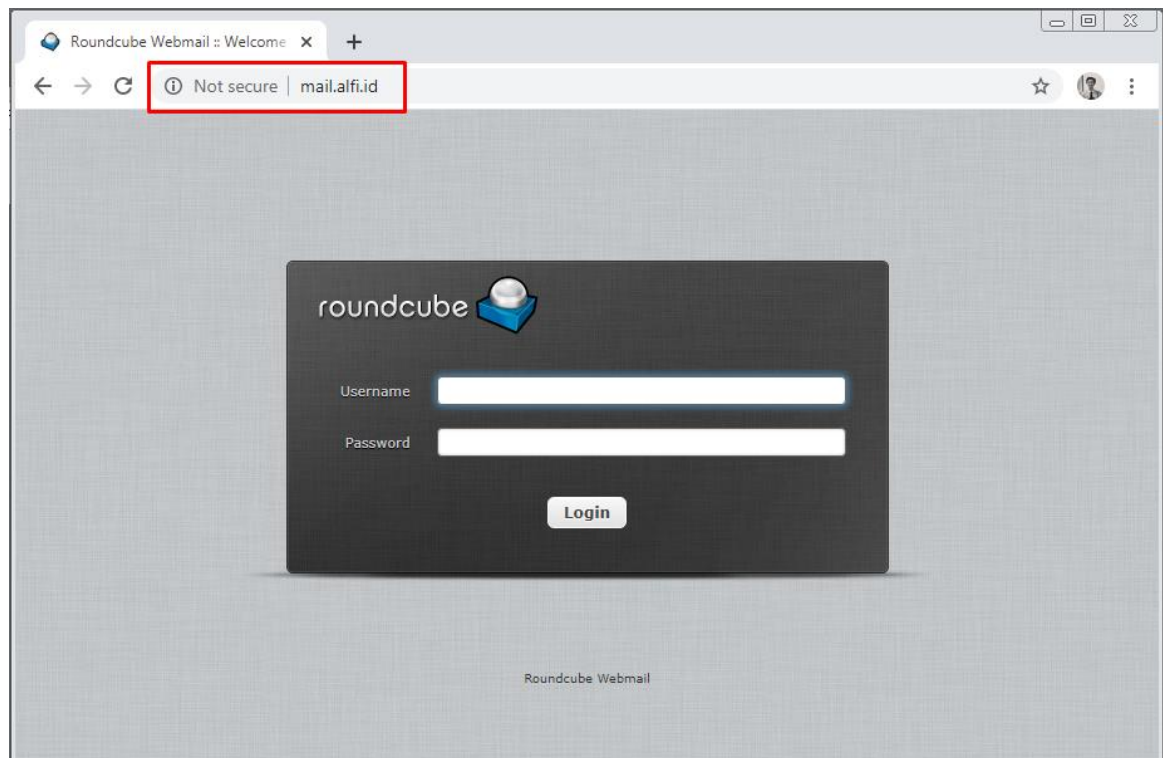 Roundcube Webmail :: Welcome
Not secure | mail.alfi.id
roundcube
Username
Password
Login
Roundcube Webmail